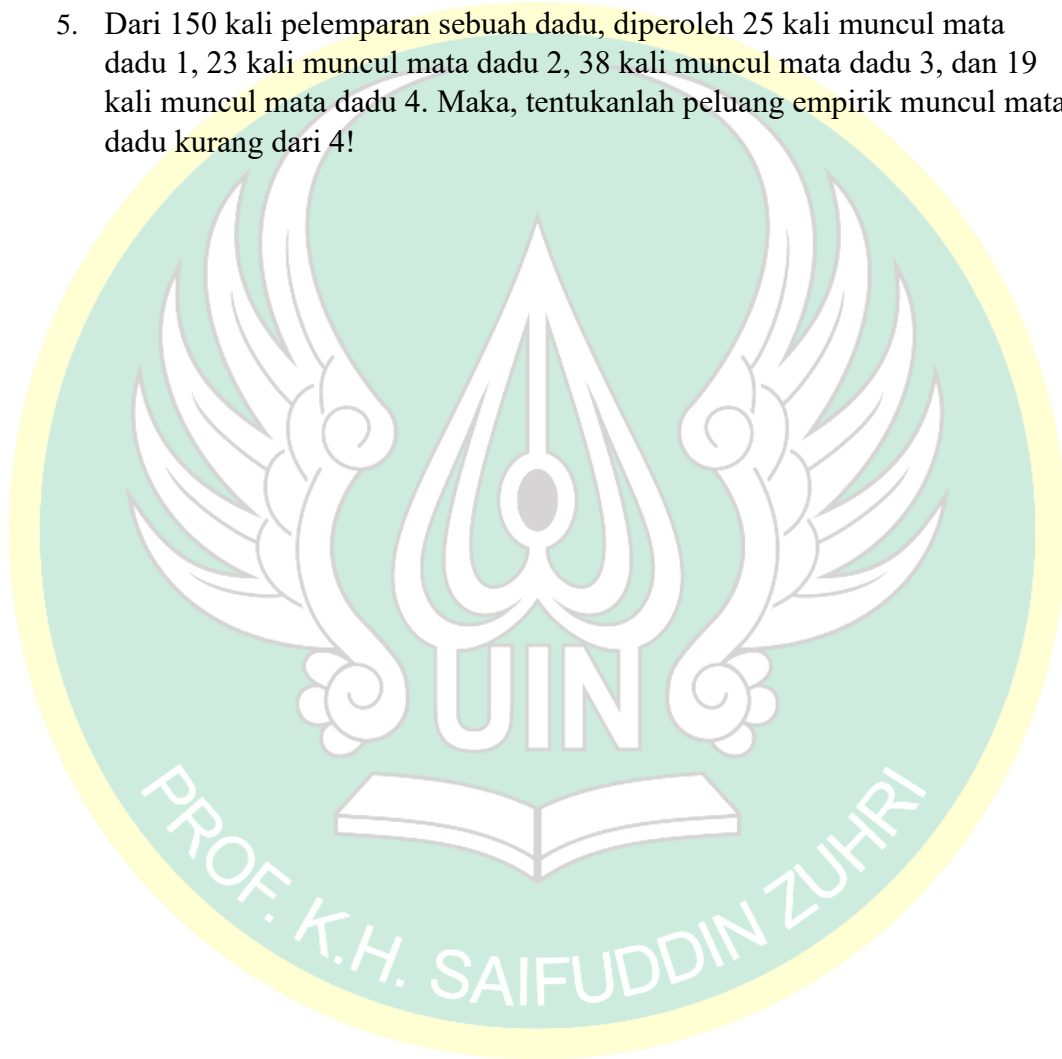 5. Dari 150 kali pelemparan sebuah dadu, diperoleh 25 kali muncul mata
dadu 1, 23 kali muncul mata dadu 2, 38 kali muncul mata dadu 3, dan 19
kali muncul mata dadu 4. Maka, tentukanlah peluang empirik muncul mata
dadu kurang dari 4!
UIN
PROF. K.H. SAIFUDDIN ZUHRI